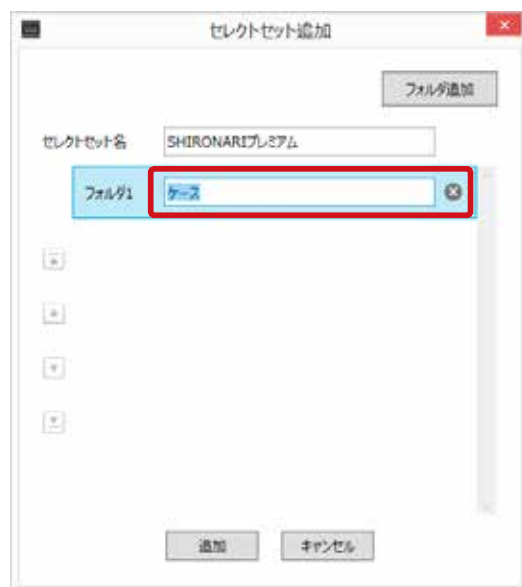 セレクトセット追加
フォルダ追加
セレクトセット名 SHIRONARIプレミアム
フォルダ1 ケース
追加 キャンセル